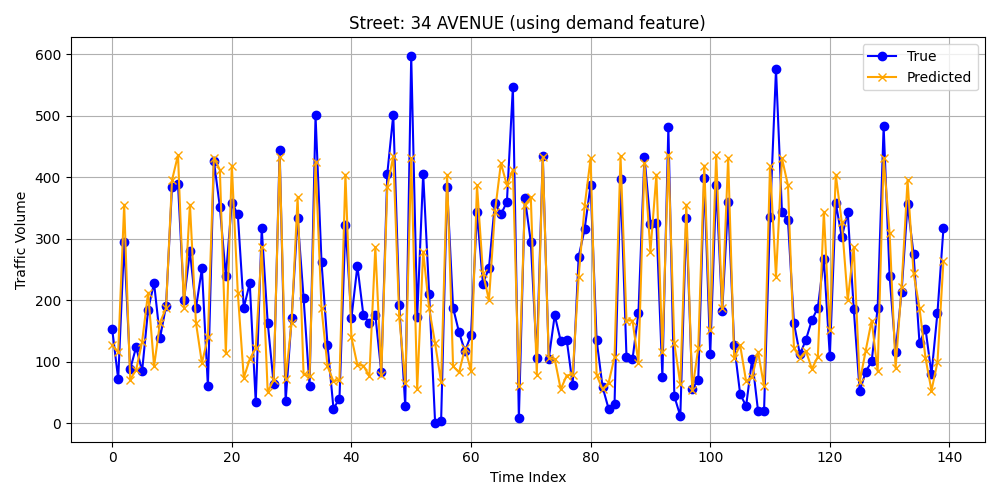 Street: 34 AVENUE (using demand feature)
True
Predicted
Traffic Volume
600
500
400
300
200
100
0
0 20 40 60 80 100 120 140
Time Index